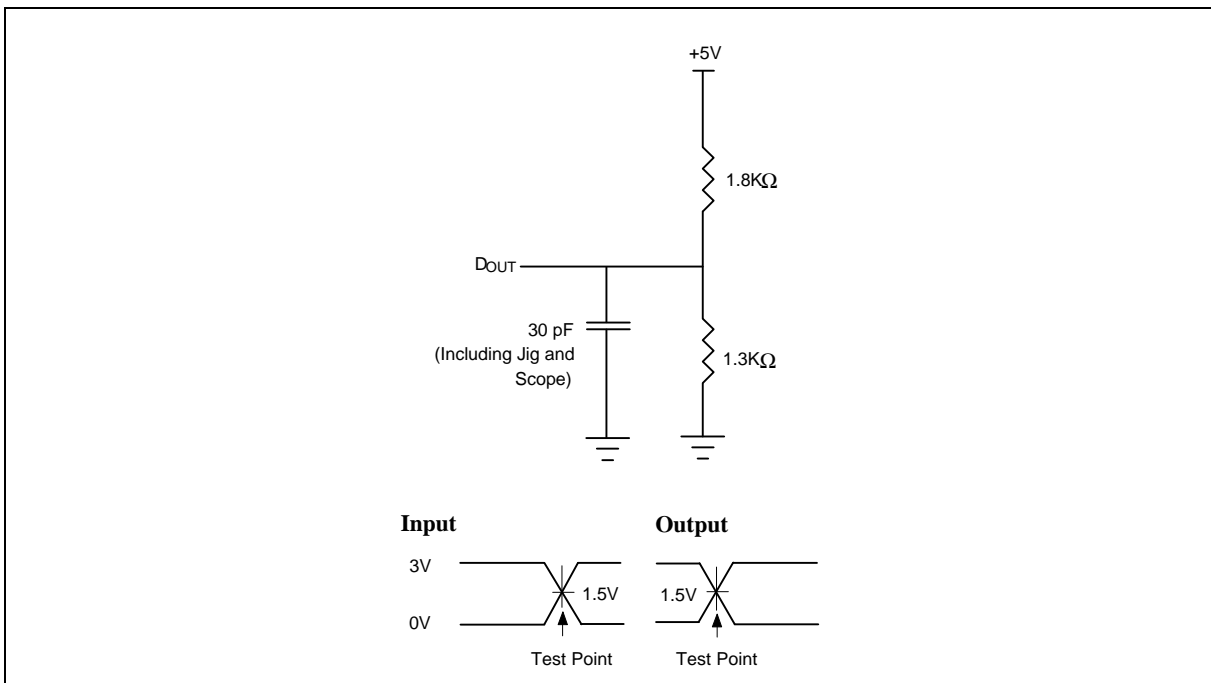 +5V
1.8KΩ
DOUT
30 pF
(Including Jig and
Scope)
1.3KΩ
Input
Output
3V
1.5V
1.5V
0V
Test Point
Test Point